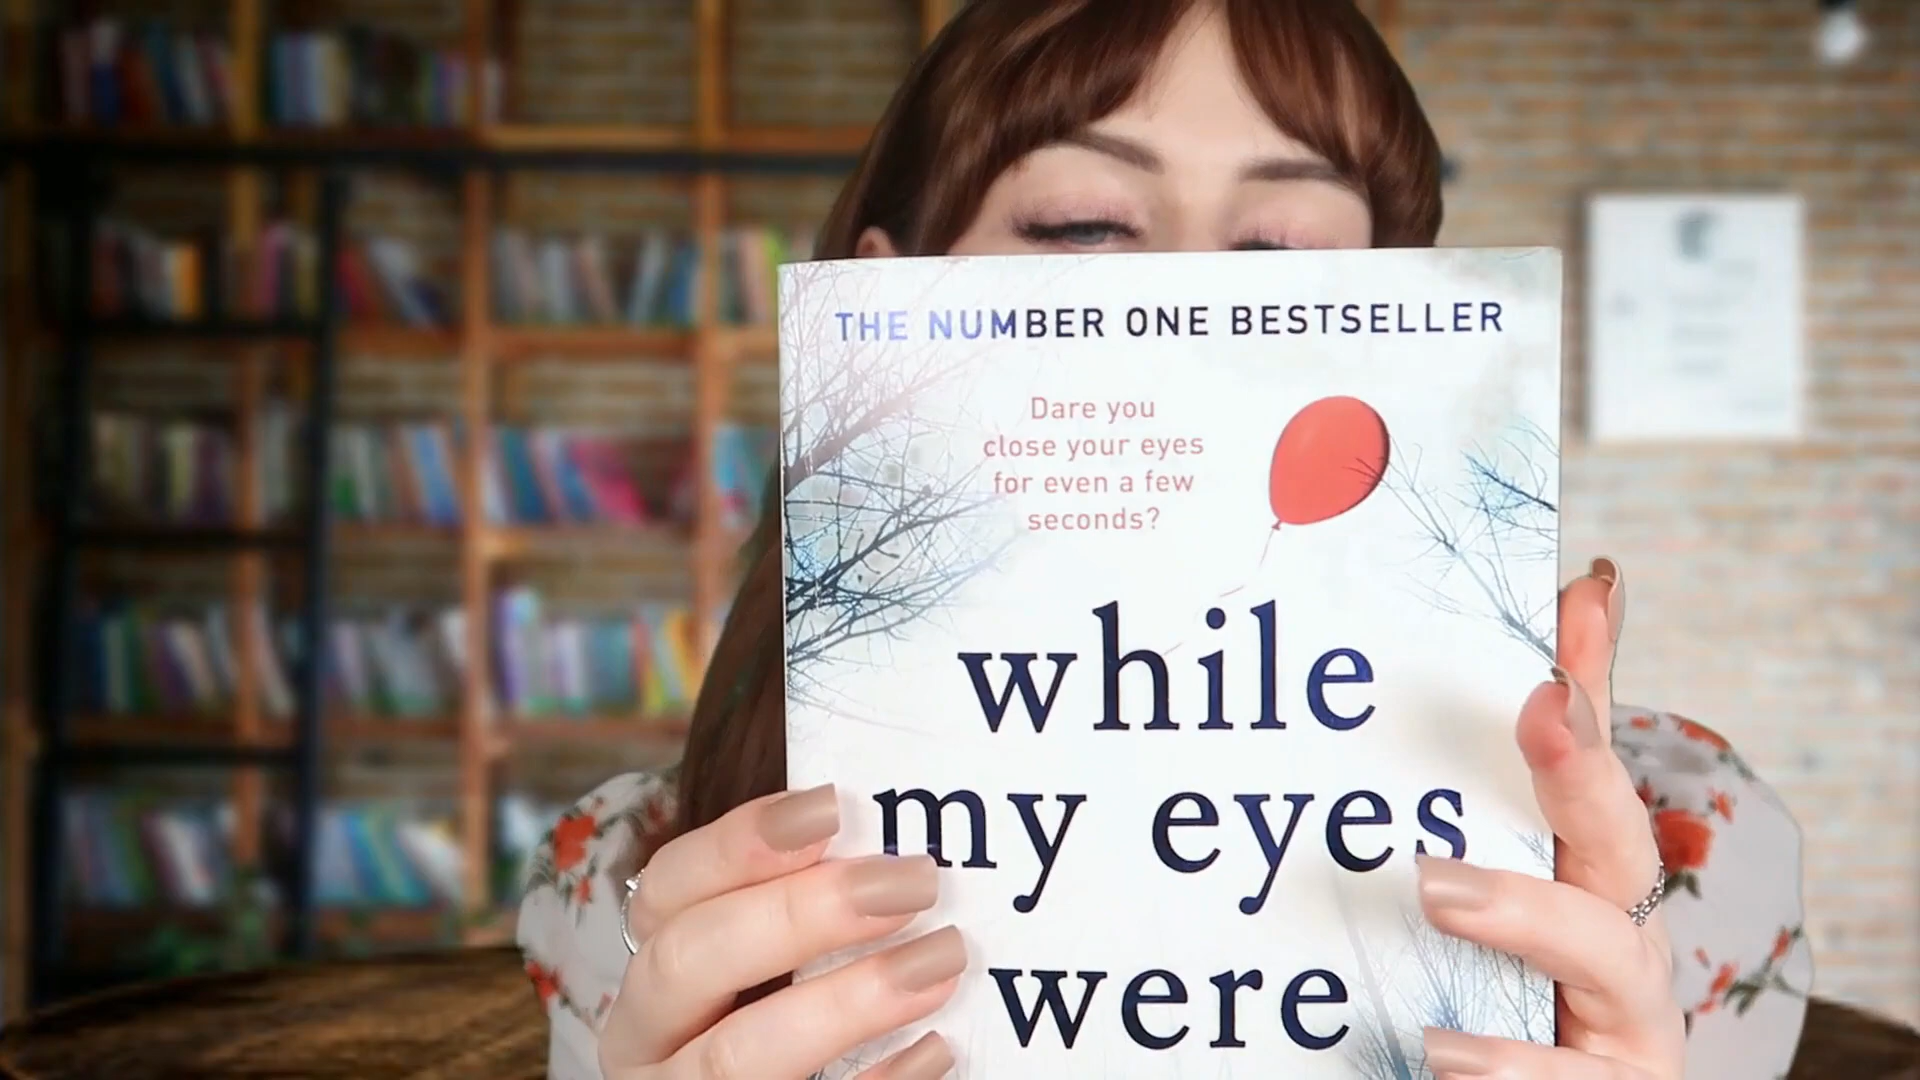 THE NUMBER ONE BESTSELLER
Dare you
close your eyes
for even a few
seconds?
while
my eyes
were